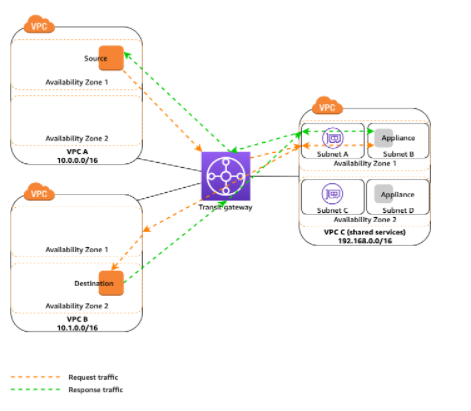 VPC
Source
Availability Zone 1
Availability Zone 2
VPC A
10.0.0.0/16
VPC
Availability Zone 1
Destination
Availability Zone 2
VPC B
10.1.0.0/16
Transit gateway
VPC
Appliance
Subnet A
Subnet B
Availability Zone 1
Appliance
Subnet C
Subnet D
Availability Zone 2
VPC C (shared services)
192.168.0.0/16
Request traffic
Response traffic